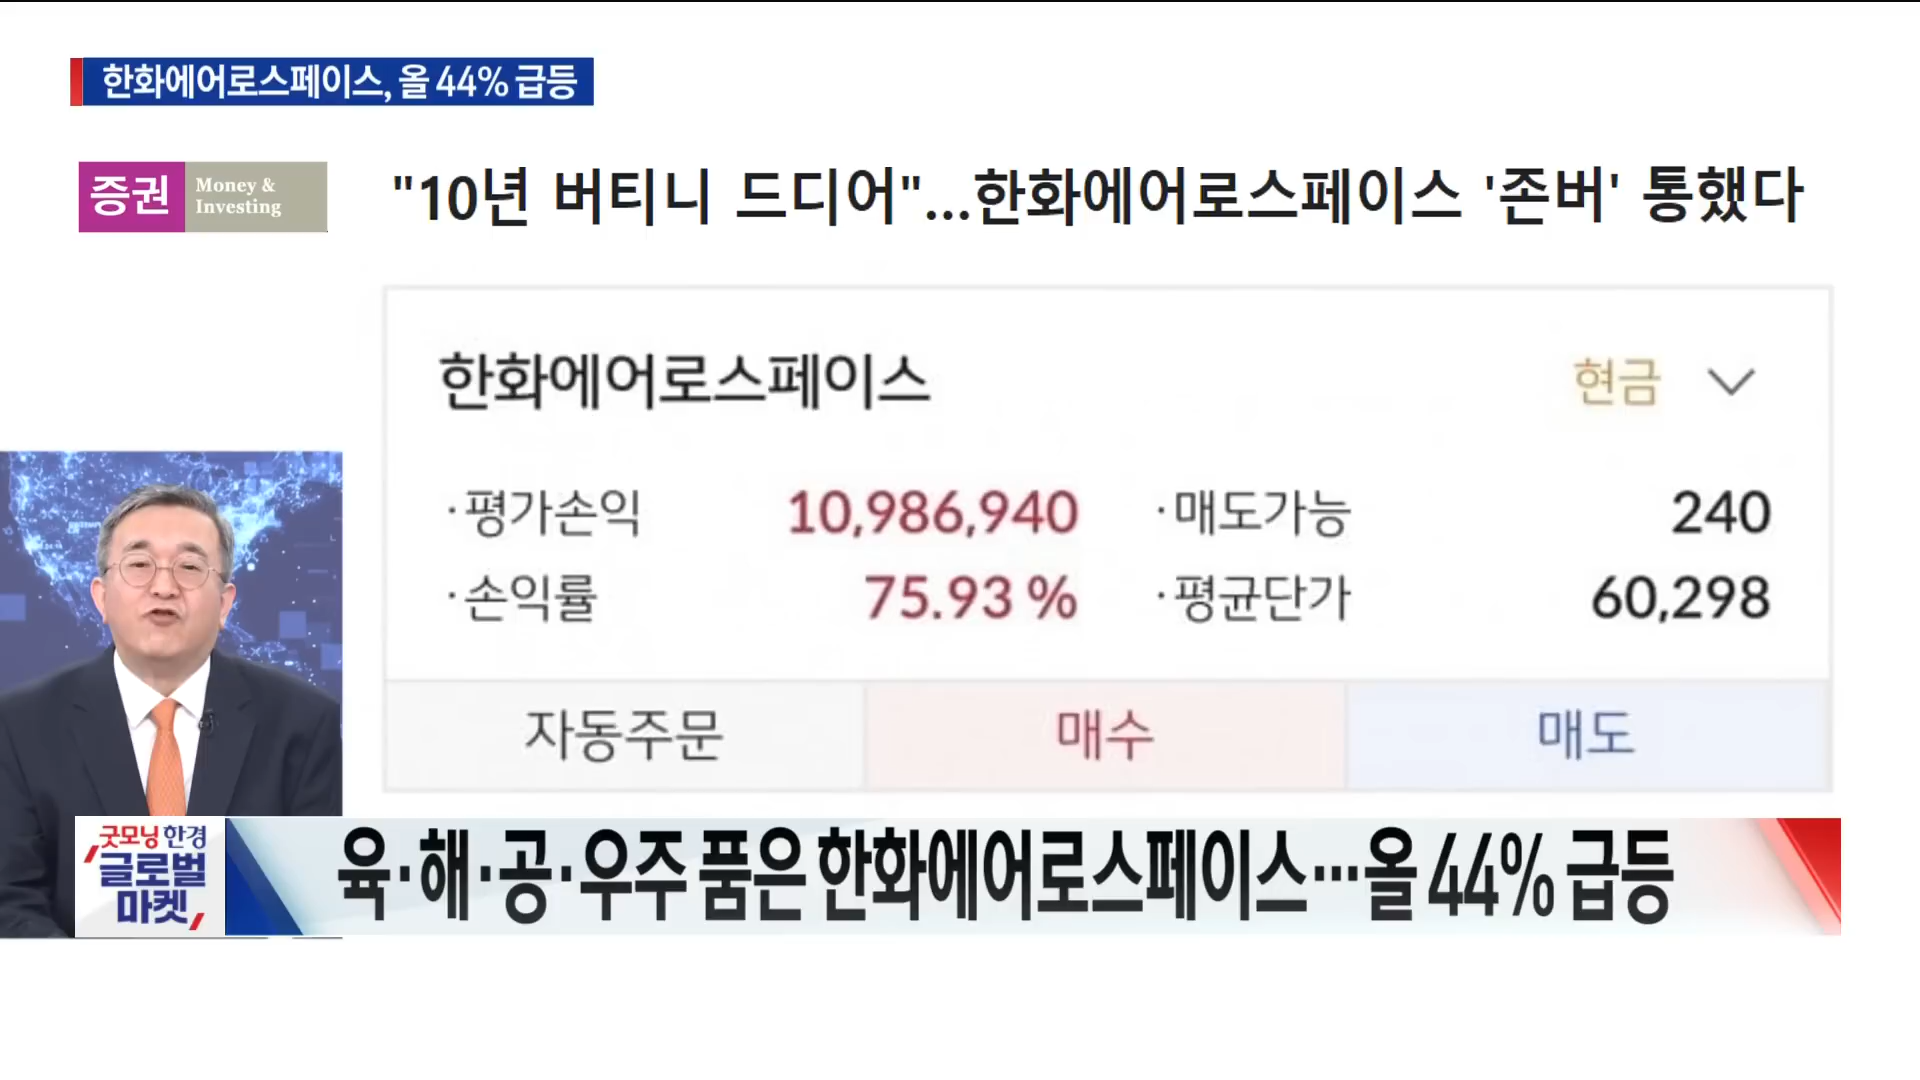 한화에어로스페이스, 올 44% 급등
증권 Money &
Investing
"10년 버티니 드디어"...한화에어로스페이스 '존버' 통했다
한화에어로스페이스 현금
·평가손익 10,986,940 ·매도가능 240
·손익률 75.93 % ·평균단가 60,298
자동주문 매수 매도
굿모닝 한경
글로벌
마켓
육·해·공·우주 품은 한화에어로스페이스…올 44% 급등